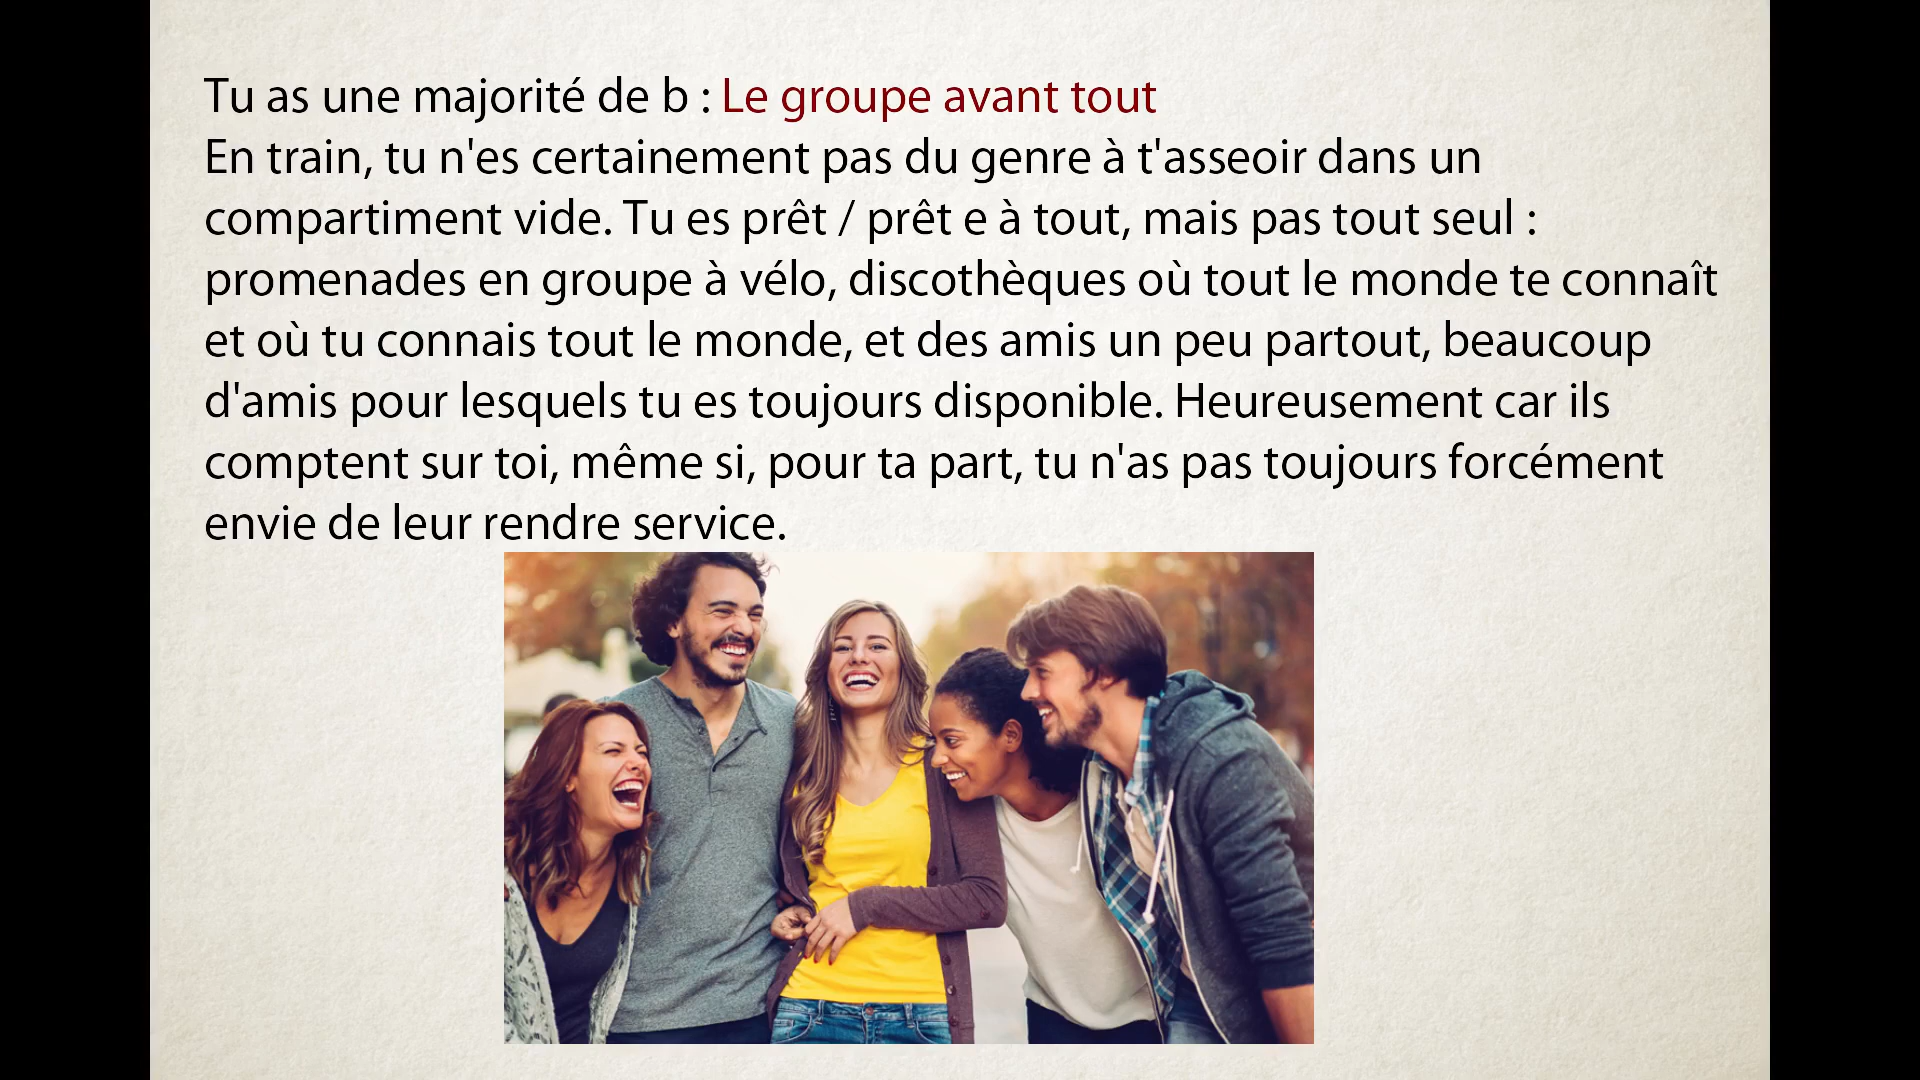 Tu as une majorité de b : Le groupe avant tout
En train, tu n'es certainement pas du genre à t'asseoir dans un
compartiment vide. Tu es prêt / prêt e à tout, mais pas tout seul :
promenades en groupe à vélo, discothèques où tout le monde te connaît
et où tu connais tout le monde, et des amis un peu partout, beaucoup
d'amis pour lesquels tu es toujours disponible. Heureusement car ils
comptent sur toi, même si, pour ta part, tu n'as pas toujours forcément
envie de leur rendre service.